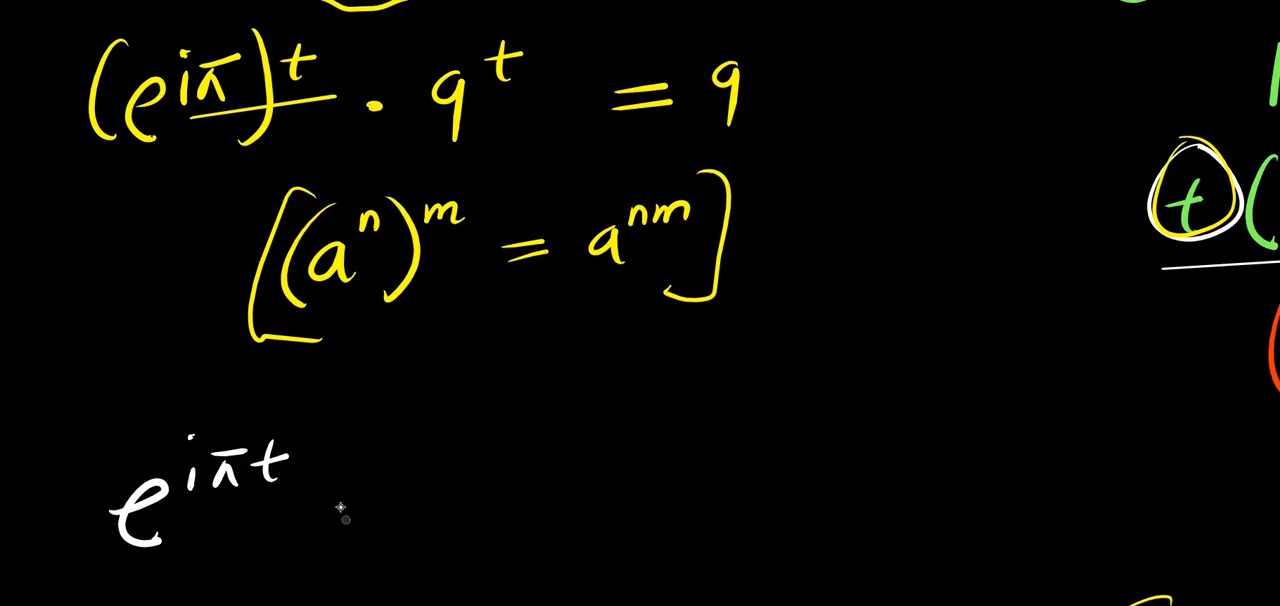 (e^{iπ})^t · 9^t = 9
[(a^n)^m = a^{nm}]
t (
e^{iπt}